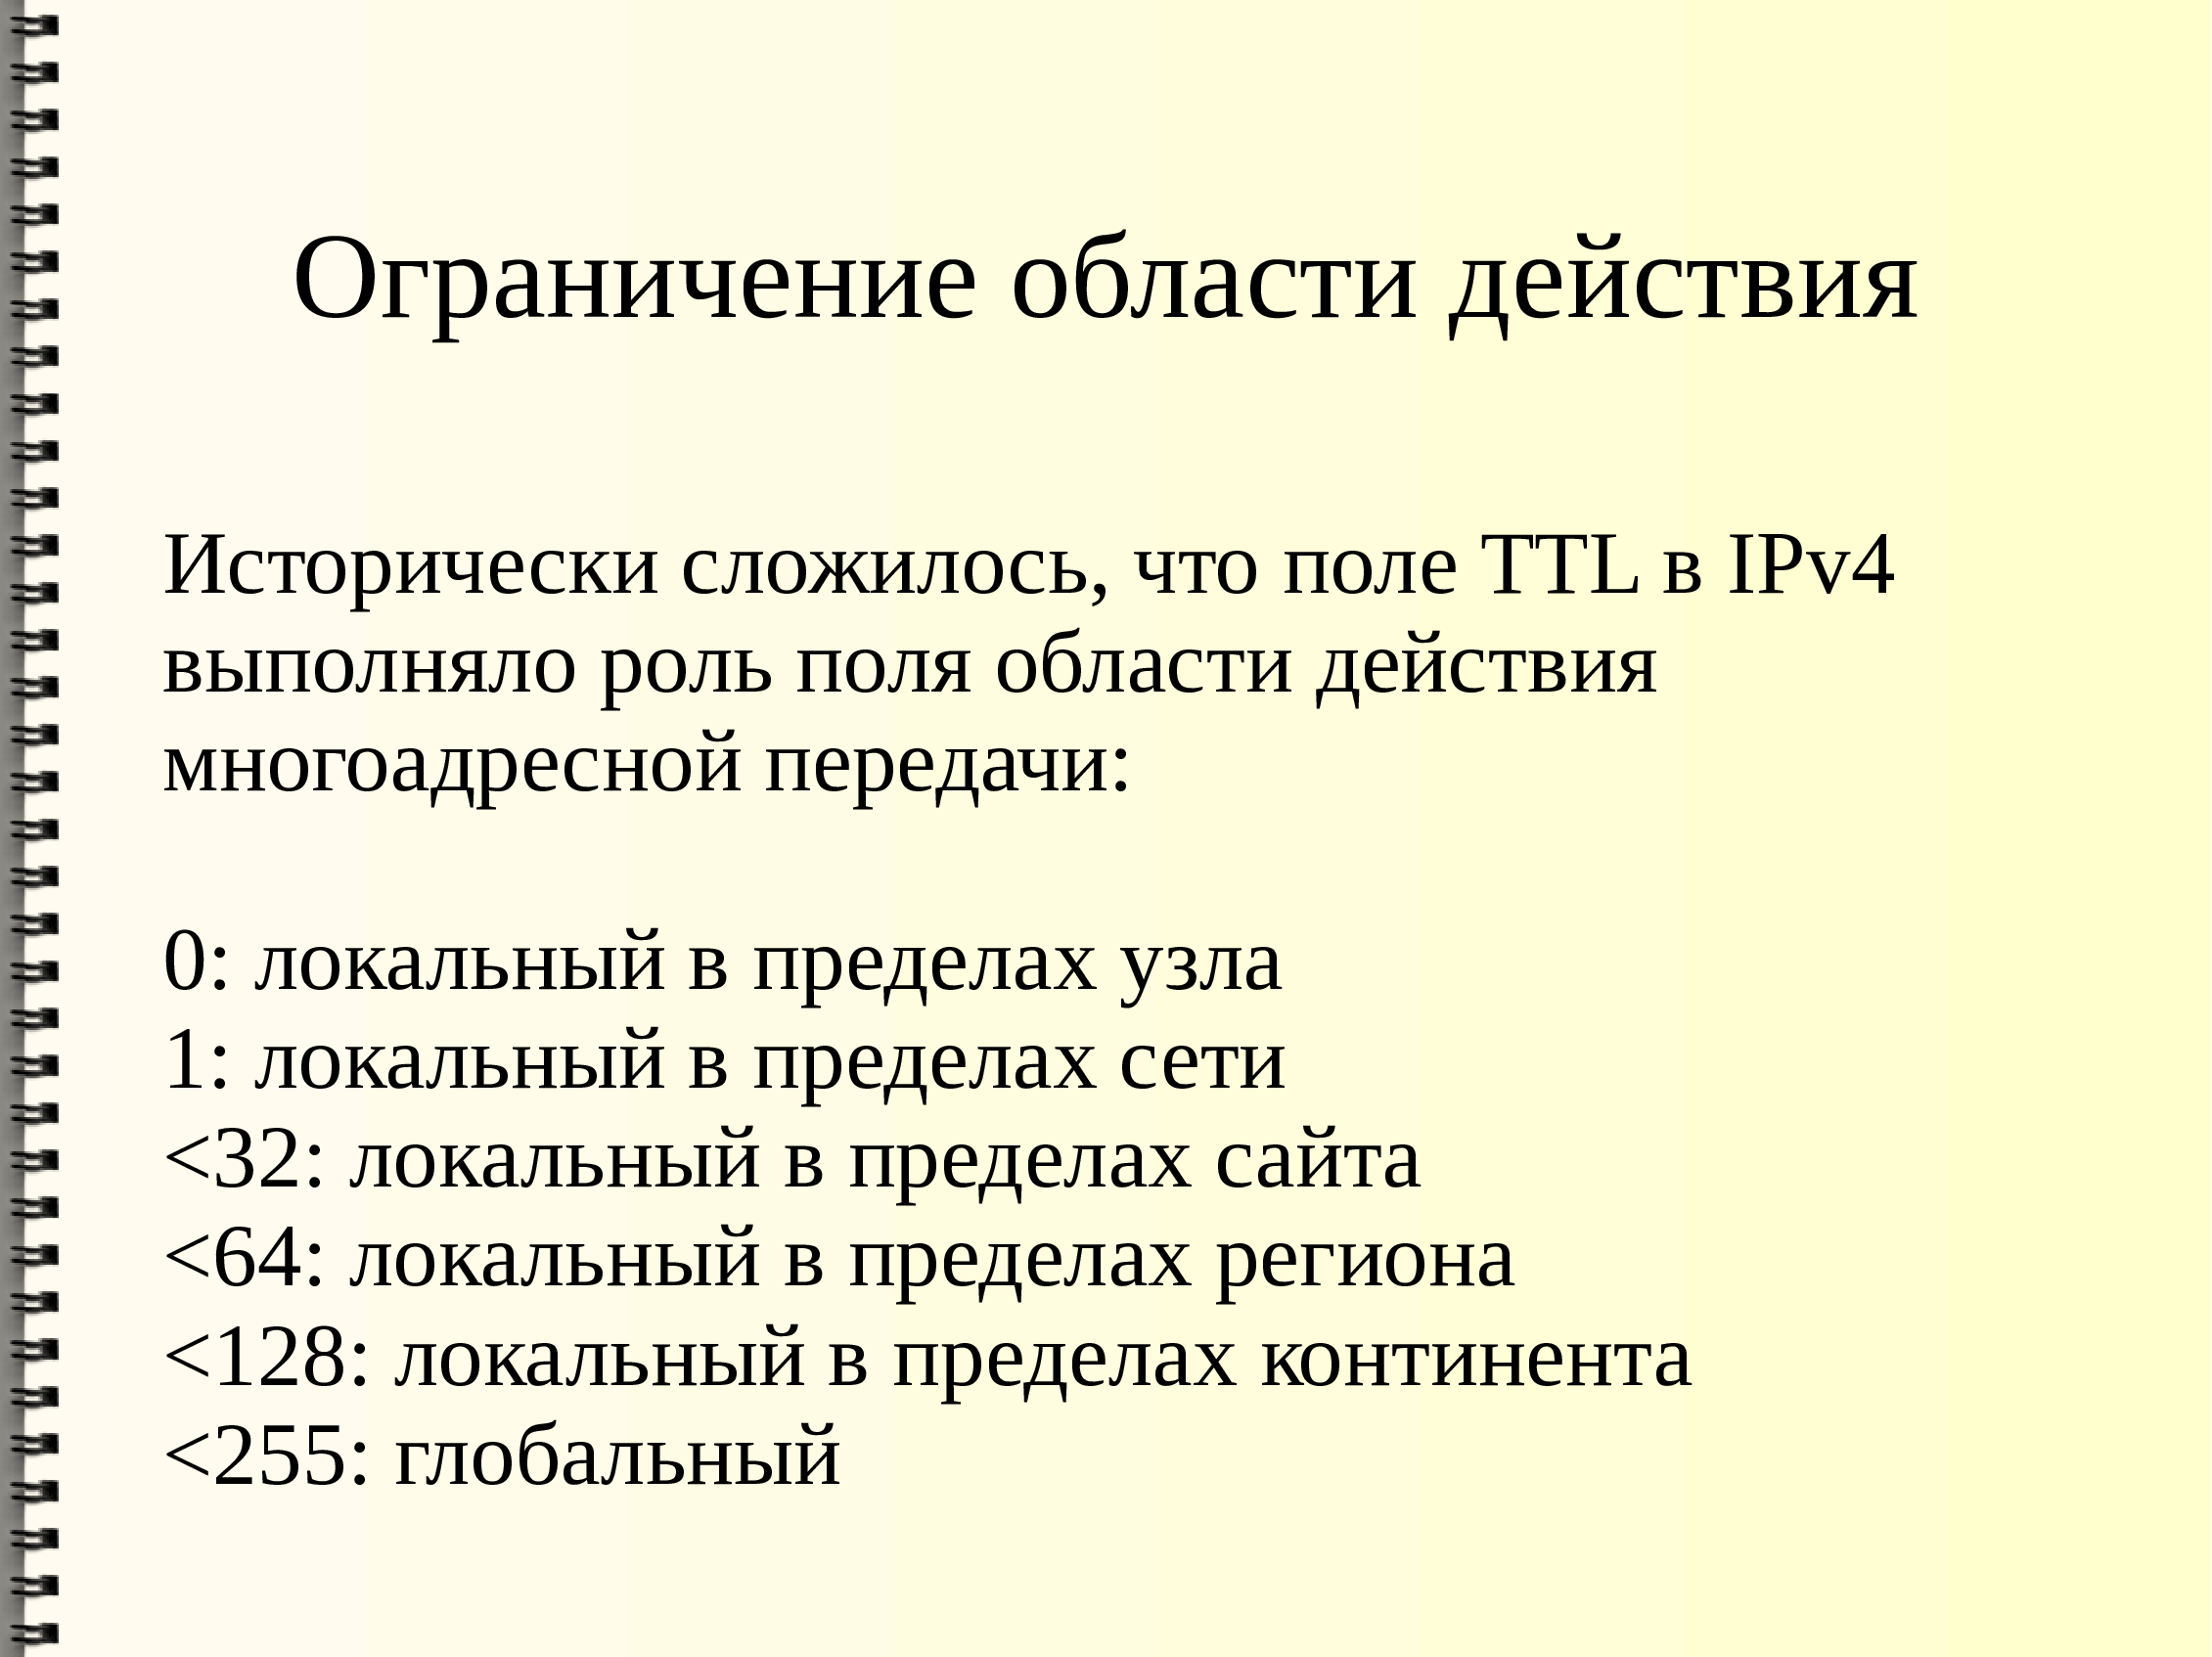 Ограничение области действия
Исторически сложилось, что поле TTL в IPv4
выполняло роль поля области действия
многоадресной передачи:
0: локальный в пределах узла
1: локальный в пределах сети
<32: локальный в пределах сайта
<64: локальный в пределах региона
<128: локальный в пределах континента
<255: глобальный